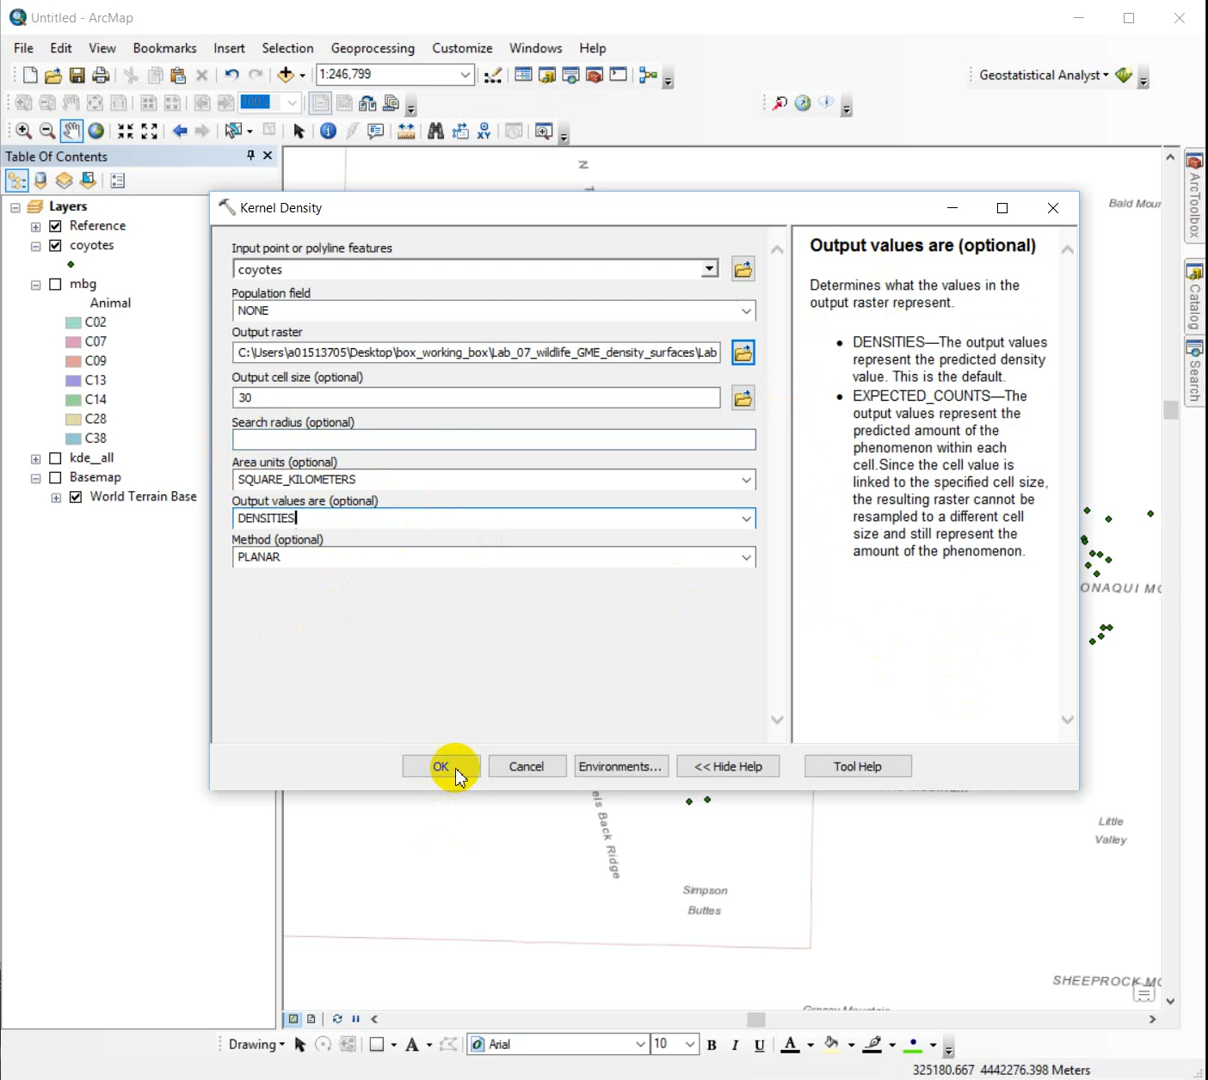 Untitled - ArcMap
File Edit View Bookmarks Insert Selection Geoprocessing Customize Windows Help
1:246,799
Geostatistical Analyst
100%
Table Of Contents
Layers
Reference
coyotes
mbg
Animal
C02
C07
C09
C13
C14
C28
C38
kde__all
Basemap
World Terrain Base
N
Bald Moun
Kernel Density
Input point or polyline features
coyotes
Population field
NONE
Output raster
C:\Users\a01513705\Desktop\box_working_box\Lab_07_wildlife_GME_density_surfaces\Lab
Output cell size (optional)
30
Search radius (optional)
Area units (optional)
SQUARE_KILOMETERS
Output values are (optional)
DENSITIES
Method (optional)
PLANAR
OK
Cancel
Environments...
<< Hide Help
Tool Help
Output values are (optional)
Determines what the values in the
output raster represent.
• DENSITIES—The output values
represent the predicted density
value. This is the default.
• EXPECTED_COUNTS—The
output values represent the
predicted amount of the
phenomenon within each
cell.Since the cell value is
linked to the specified cell size,
the resulting raster cannot be
resampled to a different cell
size and still represent the
amount of the phenomenon.
ArcToolbox
Catalog
Search
ONAQUI MO
els Back Ridge
Little
Valley
Simpson
Buttes
SHEEPROCK MO
Drawing
Arial
10
B I U A
325180.667 4442276.398 Meters